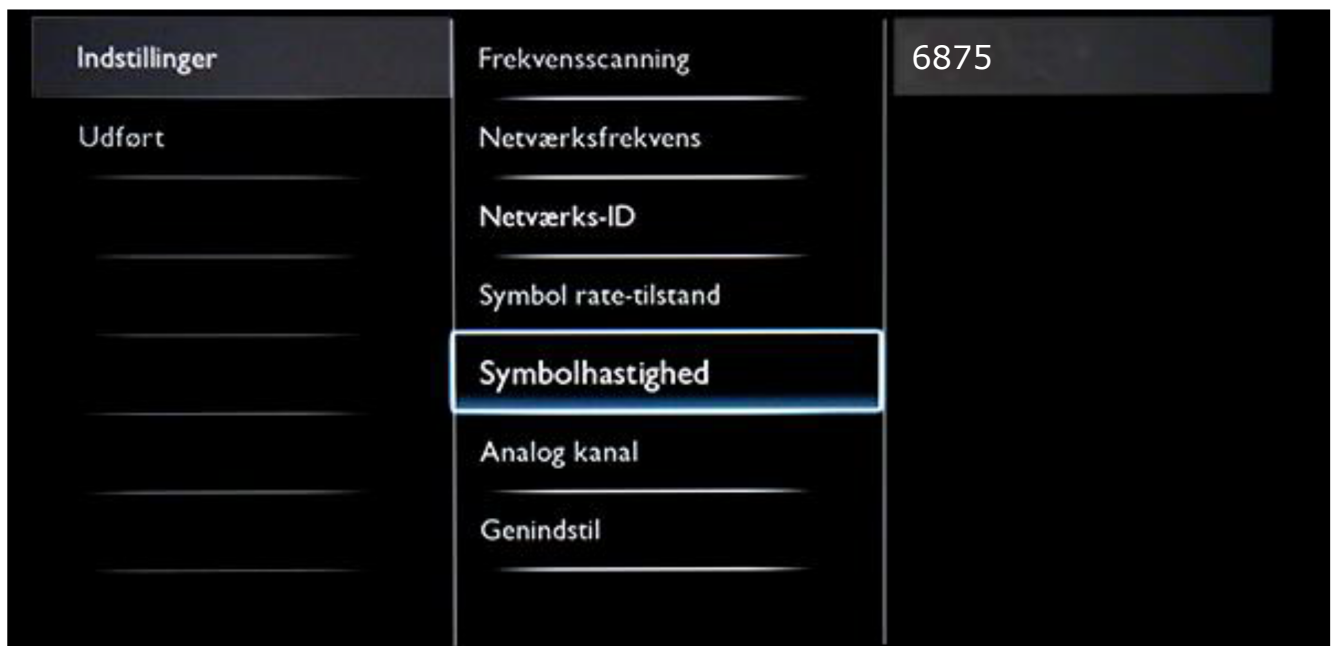 Indstillinger
Udført
Frekvensscanning
Netværksfrekvens
Netværks-ID
Symbol rate-tilstand
Symbolhastighed
Analog kanal
Genindstil
6875